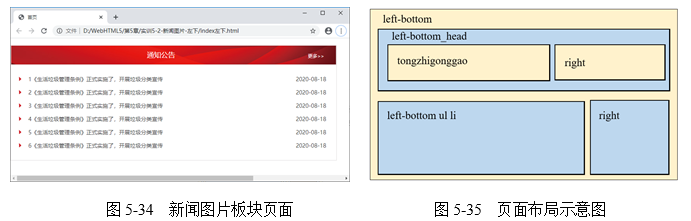 首页
文件 D:/WebHTML5/第5章/实训5-2-新闻图片-左下/index左下.html
通知公告
更多>>
1《生活垃圾管理条例》正式实施了,开展垃圾分类宣传 2020-08-18
2《生活垃圾管理条例》正式实施了,开展垃圾分类宣传 2020-08-18
3《生活垃圾管理条例》正式实施了,开展垃圾分类宣传 2020-08-18
4《生活垃圾管理条例》正式实施了,开展垃圾分类宣传 2020-08-18
5《生活垃圾管理条例》正式实施了,开展垃圾分类宣传 2020-08-18
6《生活垃圾管理条例》正式实施了,开展垃圾分类宣传 2020-08-18
图 5-34 新闻图片板块页面
left-bottom
left-bottom_head
tongzhigonggao
right
left-bottom ul li
right
图 5-35 页面布局示意图